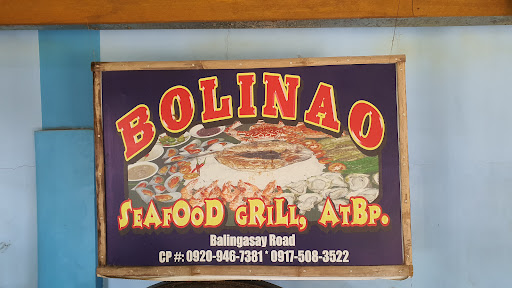 BOLINAO
SEAFOOD GRILL, ATBP.
Balingasay Road
CP #: 0920-946-7381 * 0917-508-3522